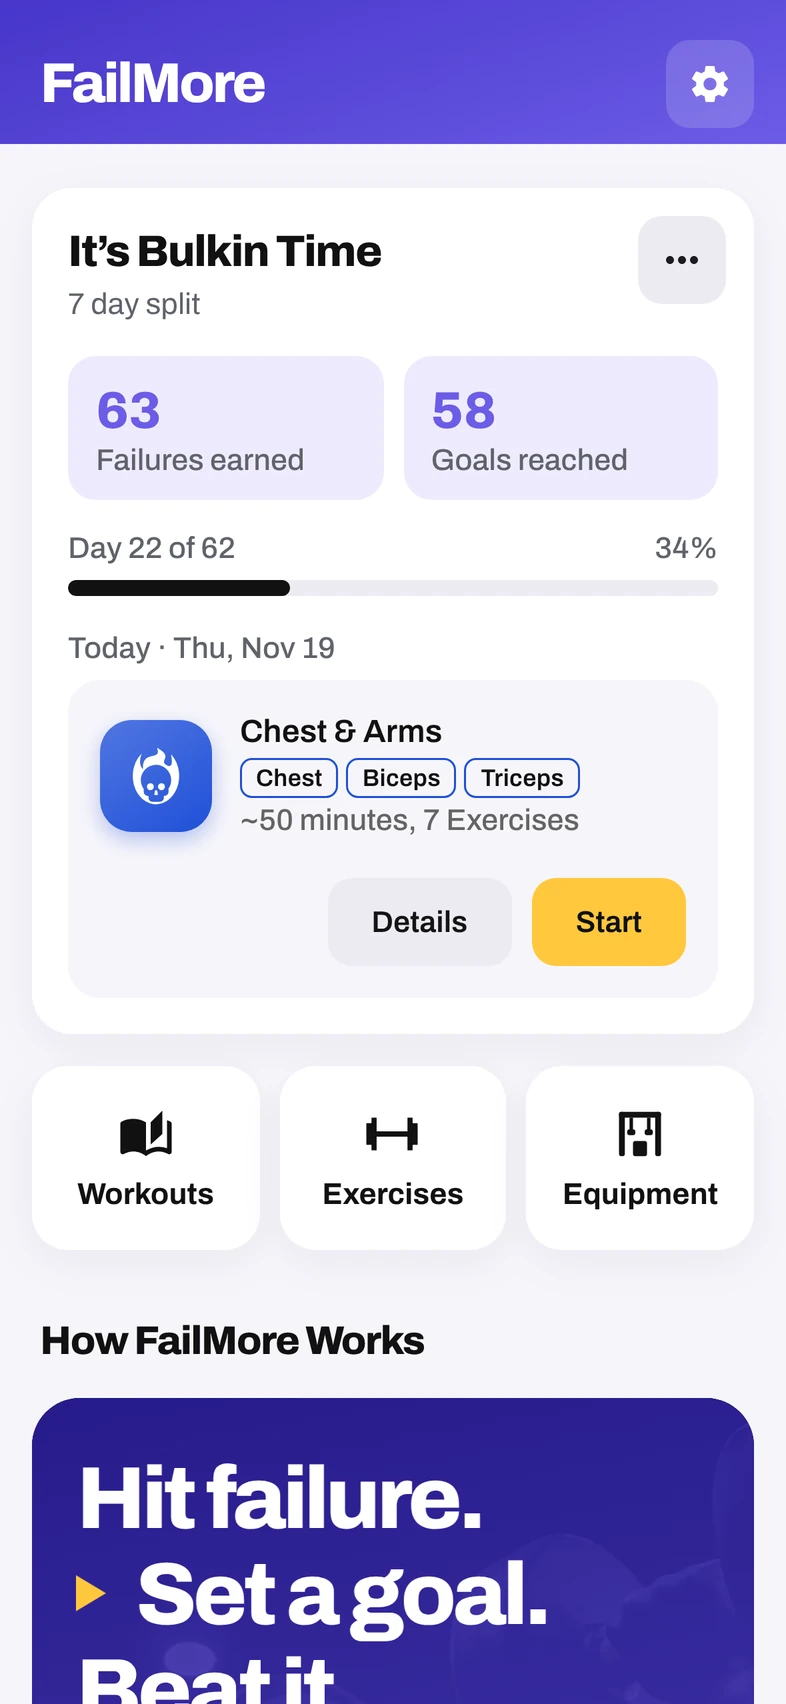 FailMore
It’s Bulkin Time
7 day split
63
Failures earned
58
Goals reached
Day 22 of 62
34%
Today · Thu, Nov 19
Chest & Arms
Chest
Biceps
Triceps
~50 minutes, 7 Exercises
Details
Start
Workouts
Exercises
Equipment
How FailMore Works
Hit failure.
Set a goal.
Beat it